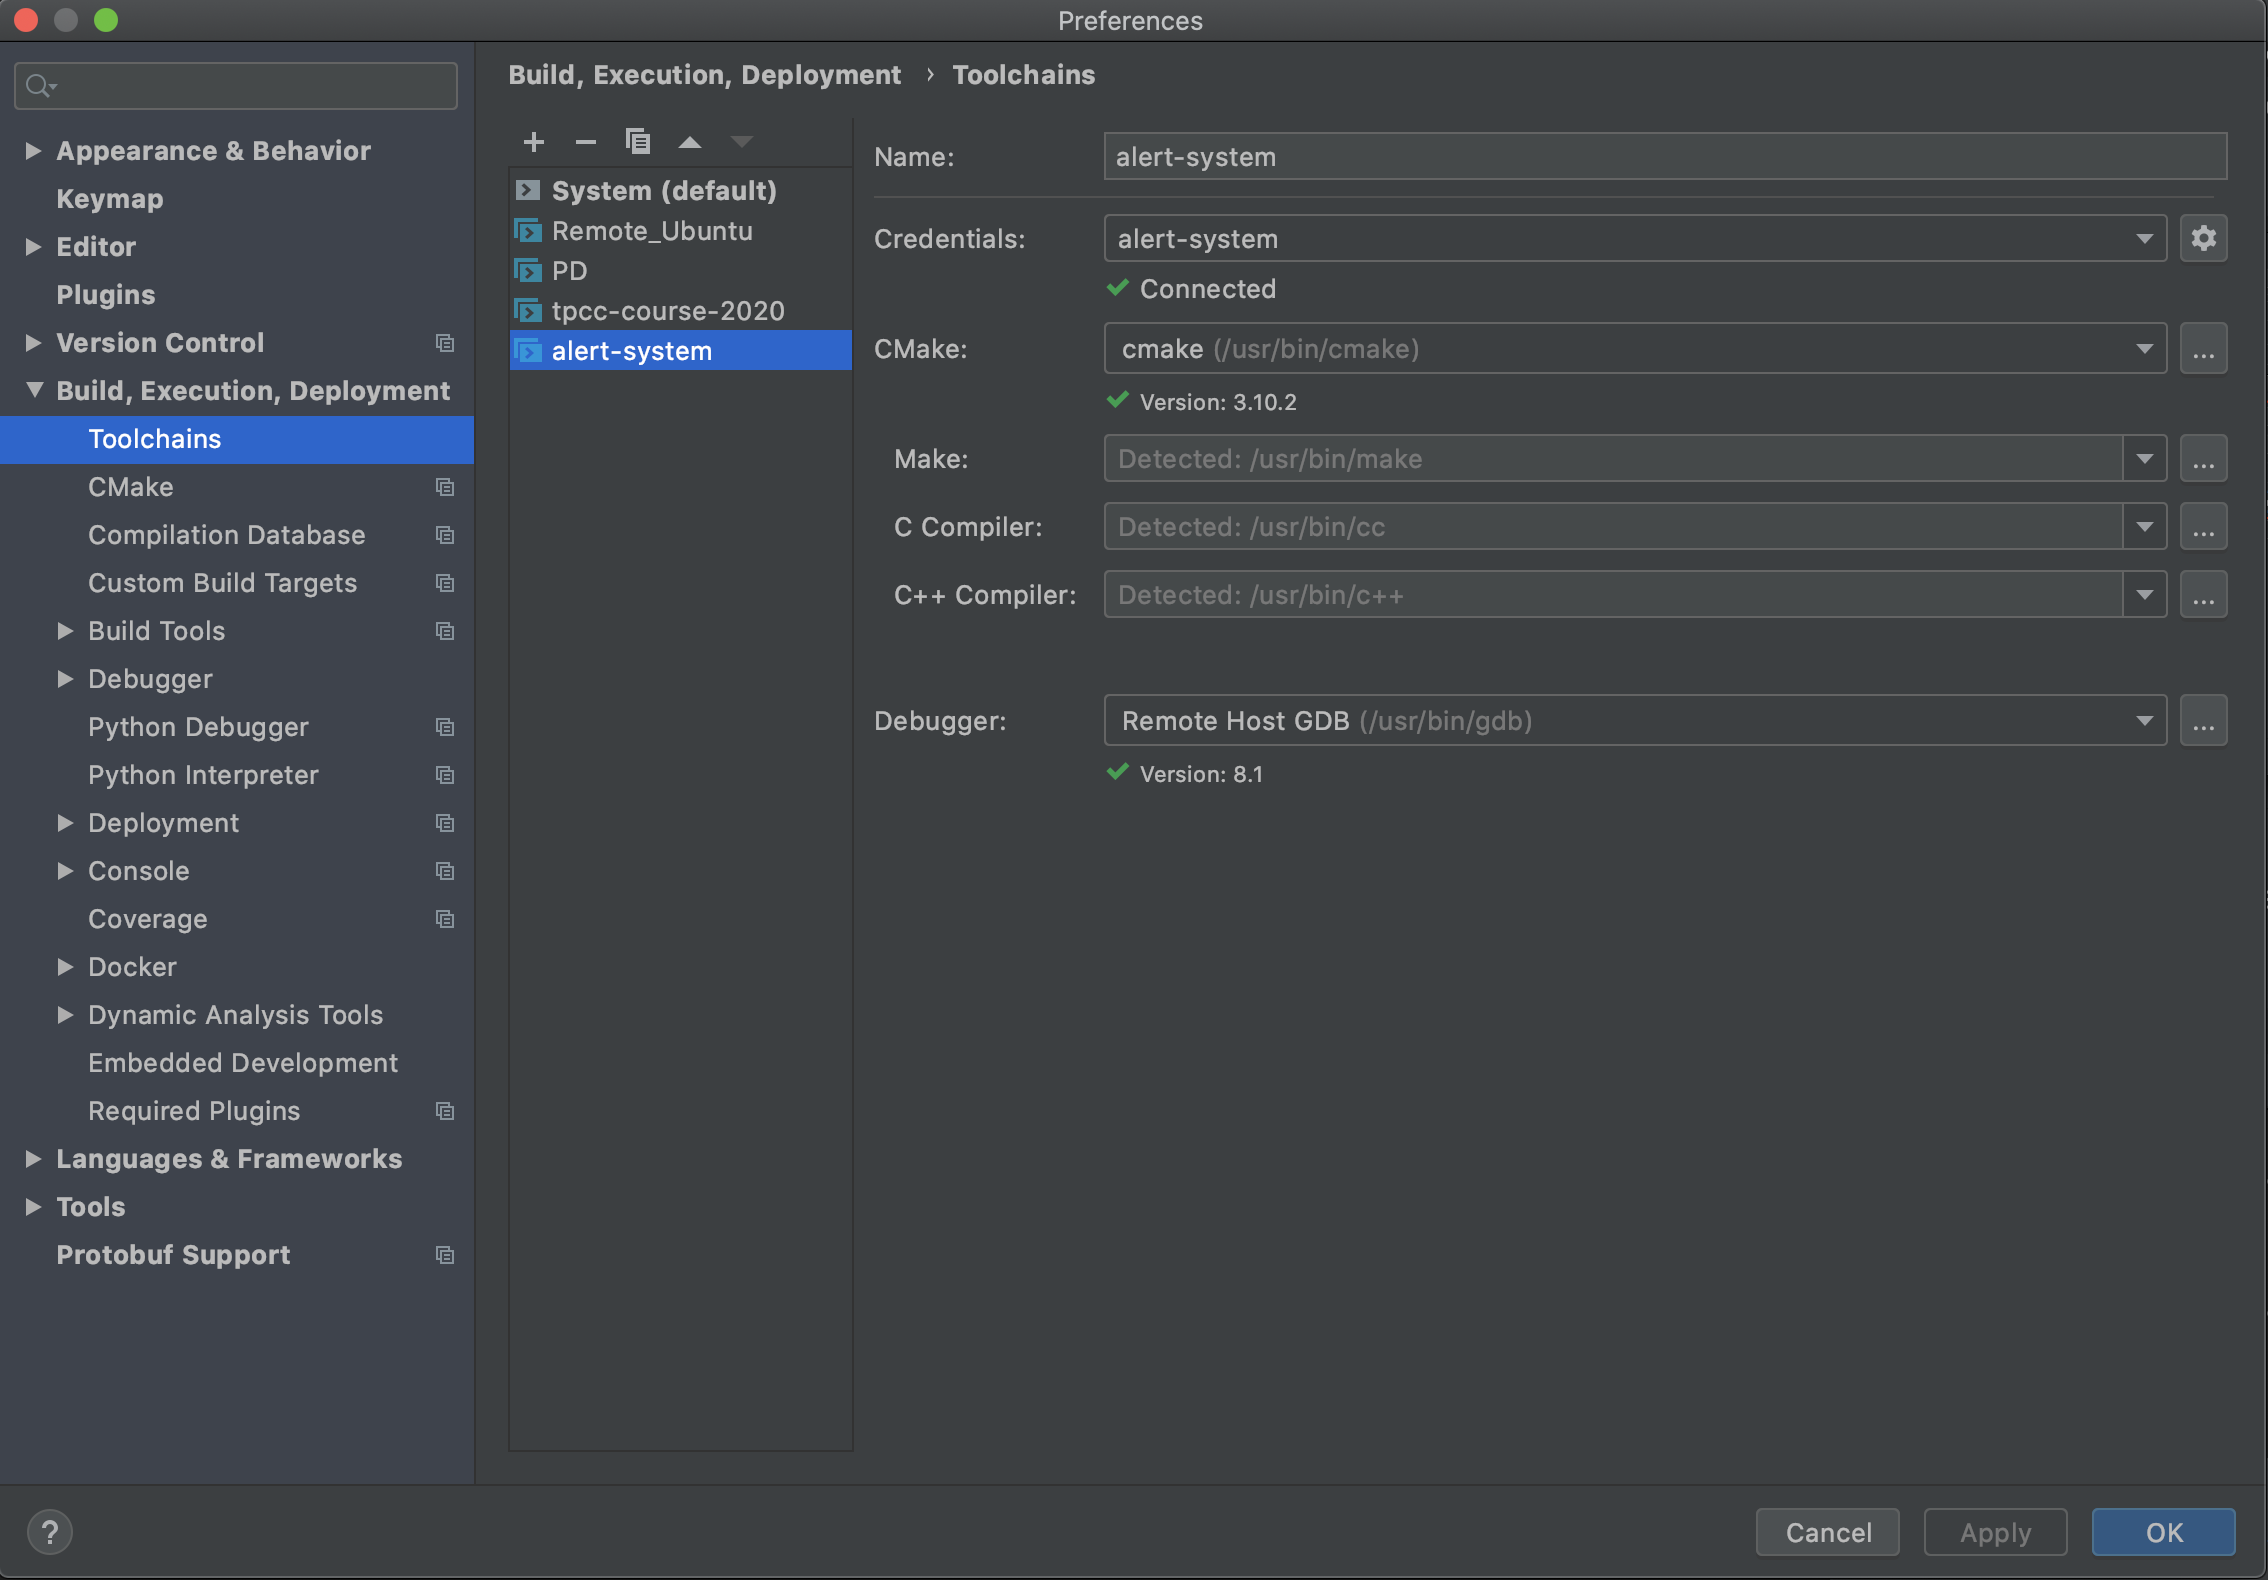 Preferences
Appearance & Behavior
Keymap
Editor
Plugins
Version Control
Build, Execution, Deployment
Toolchains
CMake
Compilation Database
Custom Build Targets
Build Tools
Debugger
Python Debugger
Python Interpreter
Deployment
Console
Coverage
Docker
Dynamic Analysis Tools
Embedded Development
Required Plugins
Languages & Frameworks
Tools
Protobuf Support
Build, Execution, Deployment › Toolchains
System (default)
Remote_Ubuntu
PD
tpcc-course-2020
alert-system
Name: alert-system
Credentials: alert-system
Connected
CMake: cmake (/usr/bin/cmake) ...
Version: 3.10.2
Make: Detected: /usr/bin/make ...
C Compiler: Detected: /usr/bin/cc ...
C++ Compiler: Detected: /usr/bin/c++ ...
Debugger: Remote Host GDB (/usr/bin/gdb) ...
Version: 8.1
? Cancel Apply OK